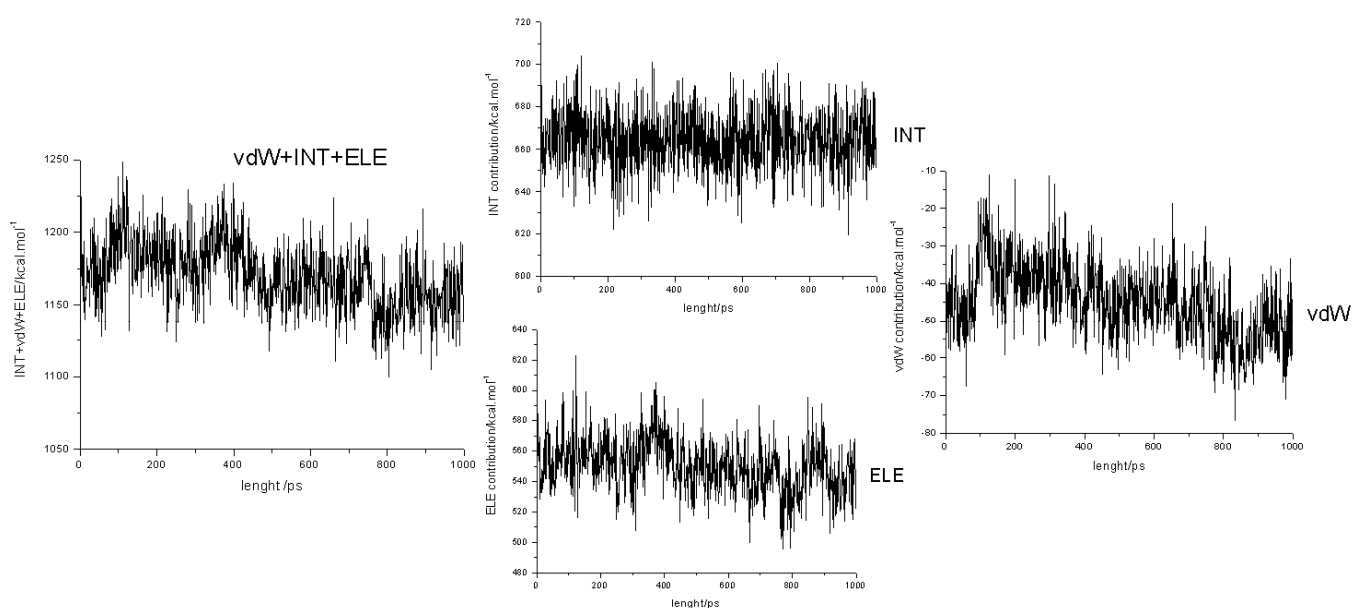 vdW+INT+ELE
INT+vdW+ELE/kcal.mol⁻¹
1250
1200
1150
1100
1050
0 200 400 600 800 1000
lenght /ps
INT contribution/kcal.mol⁻¹
720
700
680
660
640
620
600
0 200 400 600 800 1000
lenght/ps
INT
ELE contribution/kcal.mol⁻¹
640
620
600
580
560
540
520
500
480
0 200 400 600 800 1000
lenght/ps
ELE
vdW contribution/kcal.mol⁻¹
-10
-20
-30
-40
-50
-60
-70
-80
0 200 400 600 800 1000
lenght/ps
vdW